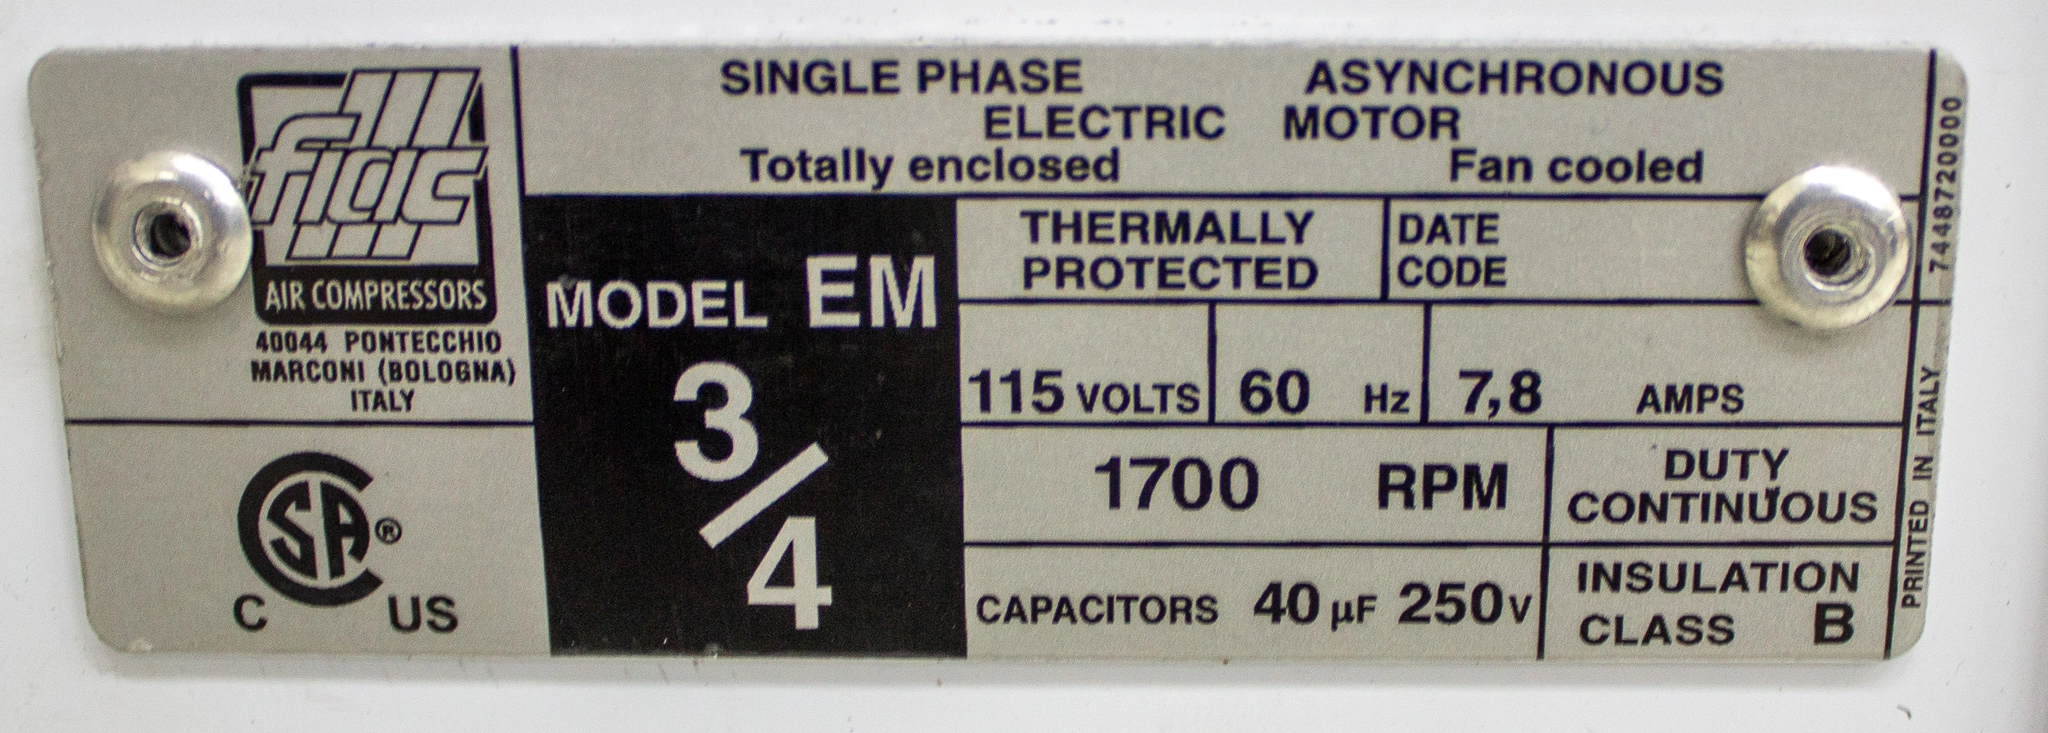 fiac
AIR COMPRESSORS
40044 PONTECCHIO
MARCONI (BOLOGNA)
ITALY
CSA®
C US
SINGLE PHASE ASYNCHRONOUS
ELECTRIC MOTOR
Totally enclosed Fan cooled
MODEL EM
3/4
THERMALLY
PROTECTED
DATE
CODE
115 VOLTS 60 Hz 7,8 AMPS
1700 RPM
DUTY
CONTINUOUS
CAPACITORS 40 µF 250V
INSULATION
CLASS B
PRINTED IN ITALY 7448720000